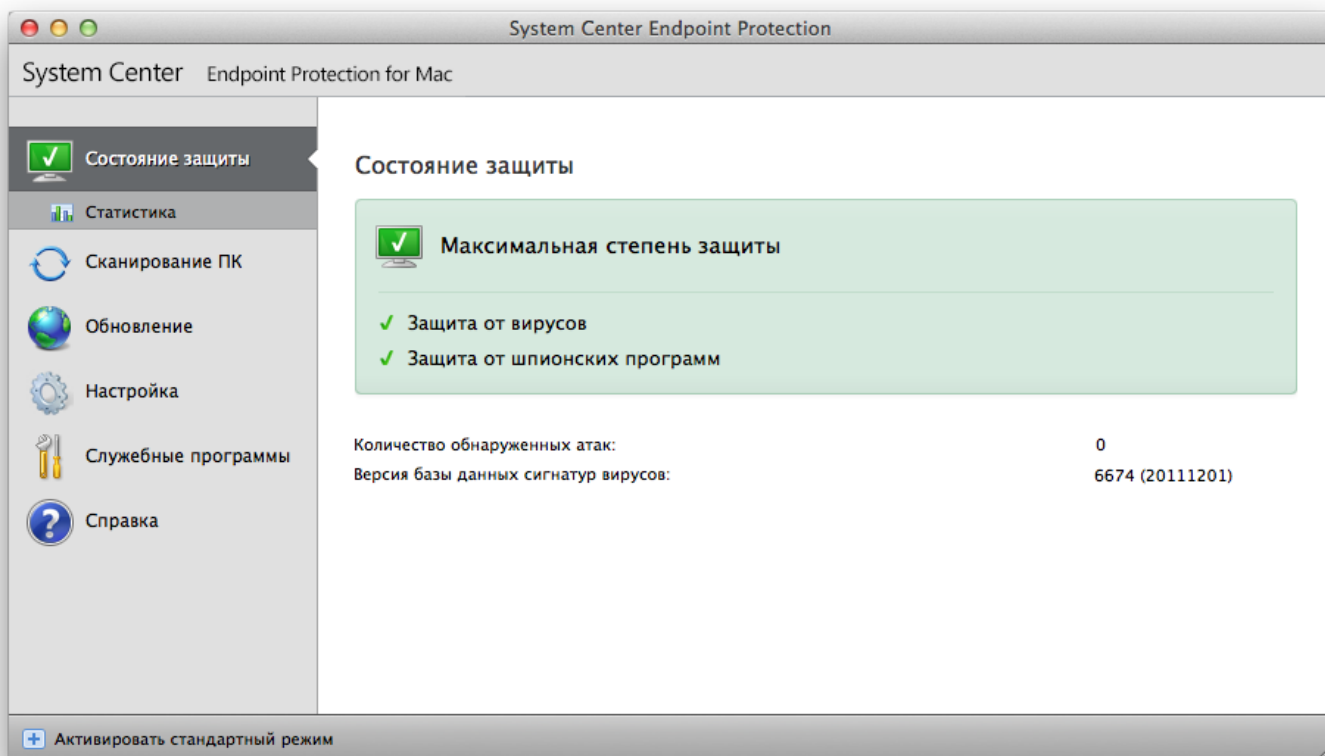 System Center Endpoint Protection
System Center Endpoint Protection for Mac
Состояние защиты
Статистика
Сканирование ПК
Обновление
Настройка
Служебные программы
Справка
Состояние защиты
Максимальная степень защиты
Защита от вирусов
Защита от шпионских программ
Количество обнаруженных атак: 0
Версия базы данных сигнатур вирусов: 6674 (20111201)
Активировать стандартный режим